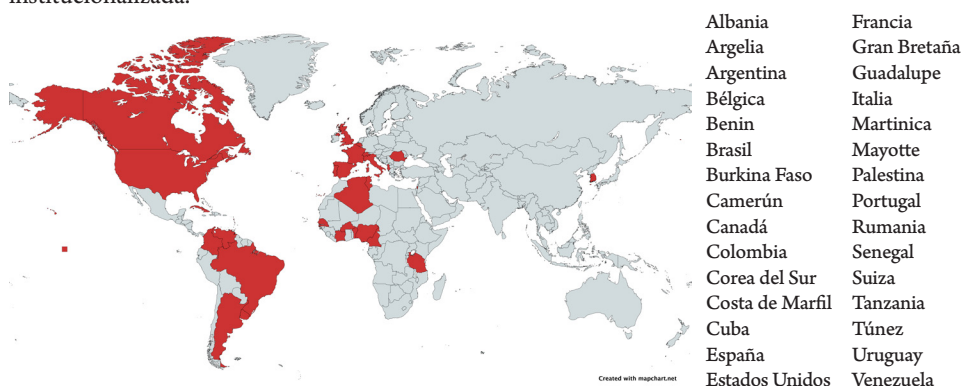 institucionalizada.
Albania Francia
Argelia Gran Bretaña
Argentina Guadalupe
Bélgica Italia
Benin Martinica
Brasil Mayotte
Burkina Faso Palestina
Camerún Portugal
Canadá Rumania
Colombia Senegal
Corea del Sur Suiza
Costa de Marfil Tanzania
Cuba Túnez
España Uruguay
Estados Unidos Venezuela
Created with mapchart.net